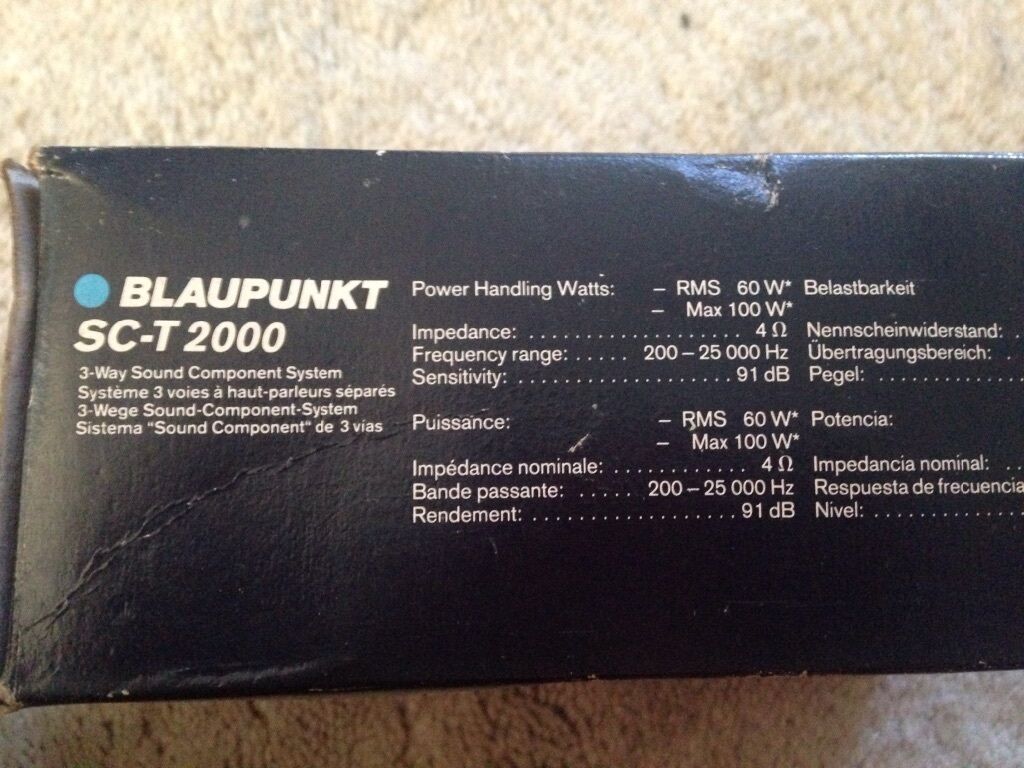 BLAUPUNKT
SC-T 2000
3-Way Sound Component System
Système 3 voies à haut-parleurs séparés
3-Wege Sound-Component-System
Sistema "Sound Component" de 3 vias
Power Handling Watts: – RMS 60 W*
– Max 100 W*
Impedance: . . . . . . . . . . . . . . . . . . . . 4 Ω
Frequency range: . . . . . 200 – 25 000 Hz
Sensitivity: . . . . . . . . . . . . . . . . . . . 91 dB
Puissance: – RMS 60 W*
– Max 100 W*
Impédance nominale: . . . . . . . . . . . . 4 Ω
Bande passante: . . . . . 200 – 25 000 Hz
Rendement: . . . . . . . . . . . . . . . . . . 91 dB
Belastbarkeit
Nennscheinwiderstand: .
Übertragungsbereich: .
Pegel: . . . . . . . . . . . . .
Potencia:
Impedancia nominal: . .
Respuesta de frecuencia
Nivel: . . . . . . . . . . . . .